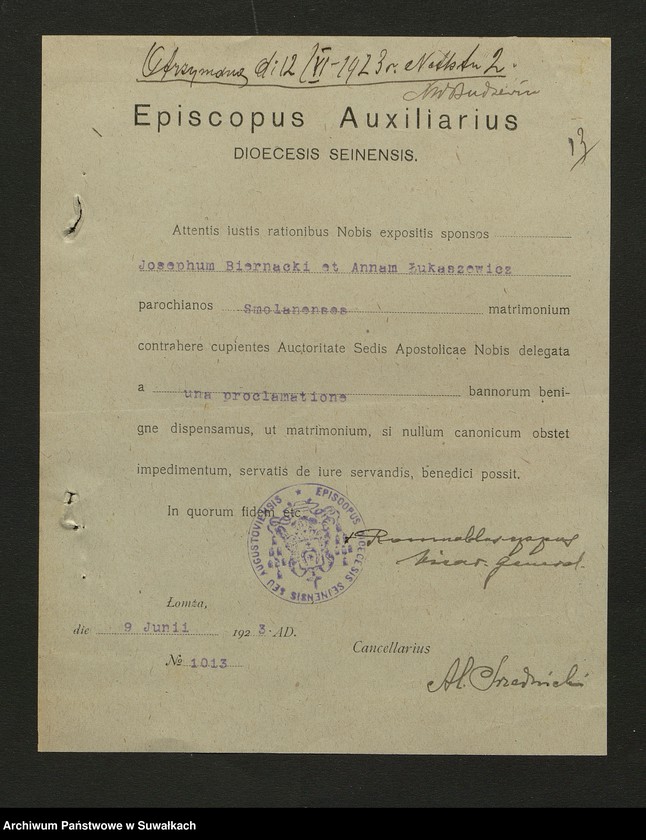 Otrzymano d. 12/VI-1923 r. No 2.
13
Episcopus Auxiliarius
DIOECESIS SEINENSIS.
Attentis iustis rationibus Nobis expositis sponsos
Josephum Biernacki et Annam Łukaszewicz
parochianos Smolanenses matrimonium
contrahere cupientes Auctoritate Sedis Apostolicae Nobis delegata
a una proclamatione bannorum beni-
gne dispensamus, ut matrimonium, si nullum canonicum obstet
impedimentum, servatis de iure servandis, benedici possit.
In quorum fidem etc.
EPISCOPUS DIOECESIS SEINENSIS SEU AUGUSTOVIENSIS
Vicar. General.
Łomża,
die 9 Junii 1923. AD.
№ 1013
Cancellarius
Al.
Archiwum Państwowe w Suwałkach